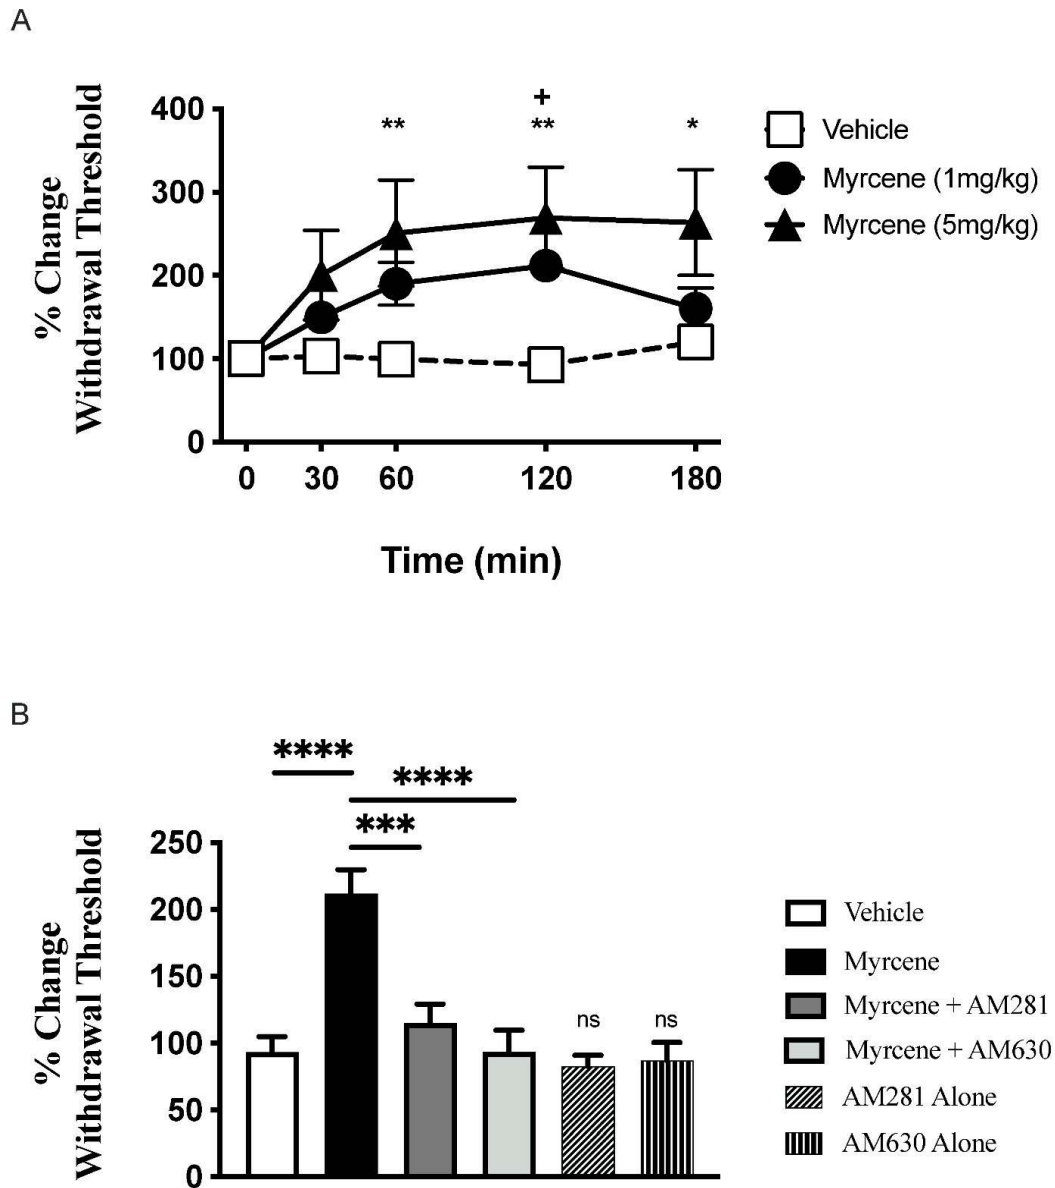 A
% Change
Withdrawal Threshold
400
300
200
100
0
+
** ** *
0 30 60 120 180
Time (min)
Vehicle
Myrcene (1mg/kg)
Myrcene (5mg/kg)
B
% Change
Withdrawal Threshold
****
****
***
250
200
150
100
50
0
ns ns
Vehicle
Myrcene
Myrcene + AM281
Myrcene + AM630
AM281 Alone
AM630 Alone